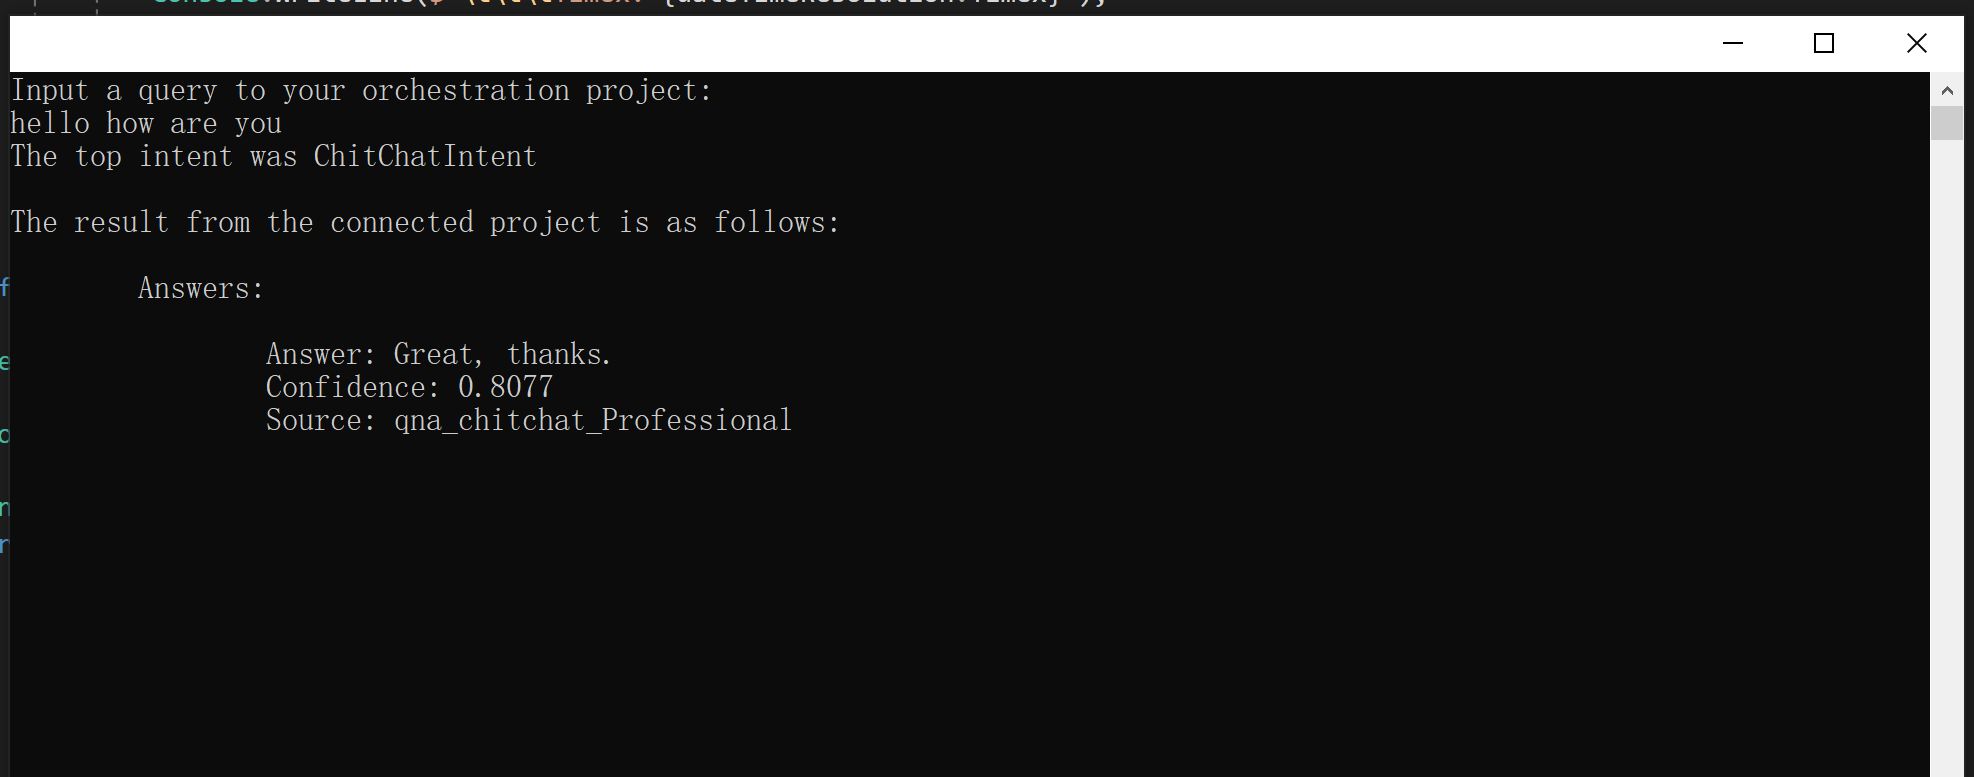 Input a query to your orchestration project:
hello how are you
The top intent was ChitChatIntent
The result from the connected project is as follows:
Answers:
Answer: Great, thanks.
Confidence: 0.8077
Source: qna_chitchat_Professional